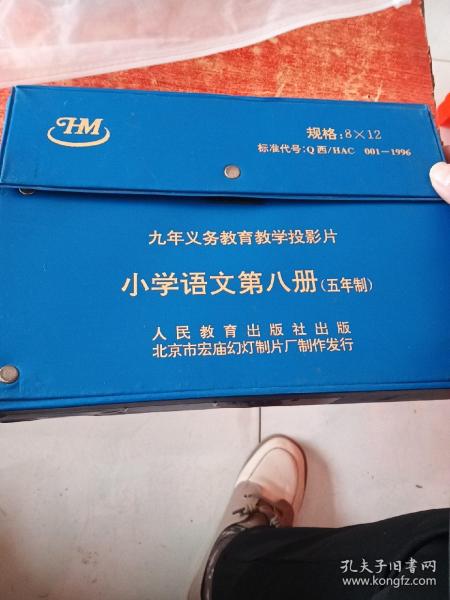 HM
规格:8×12
标准代号:Q西/HAC 001—1996
九年义务教育教学投影片
小学语文第八册(五年制)
人民教育出版社出版
北京市宏庙幻灯制片厂制作发行
孔夫子旧书网
www.kongfz.com